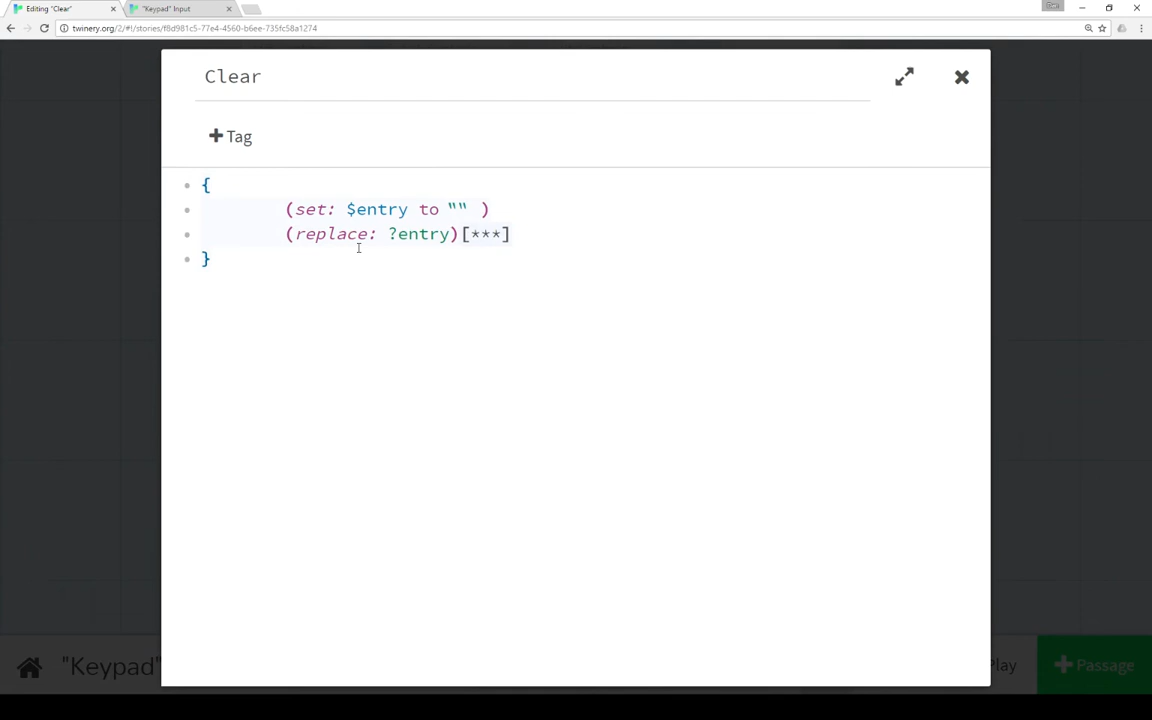 Editing "Clear"
"Keypad" Input
twinery.org/2/#!/stories/f8d981c5-77e4-4560-b6ee-735fc58a1274
Clear
+ Tag
{
(set: $entry to "" )
(replace: ?entry)[***]
}
"Keypad"
Play
+ Passage